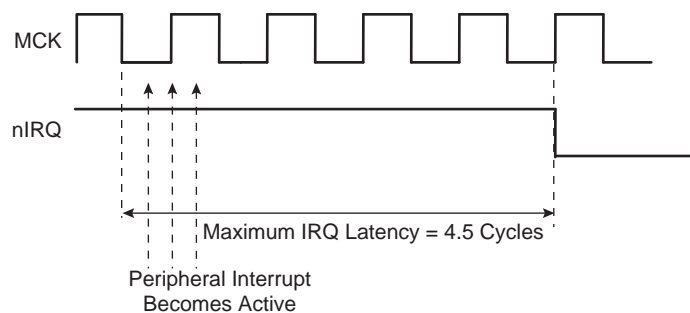 MCK
nIRQ
Maximum IRQ Latency = 4.5 Cycles
Peripheral Interrupt
Becomes Active